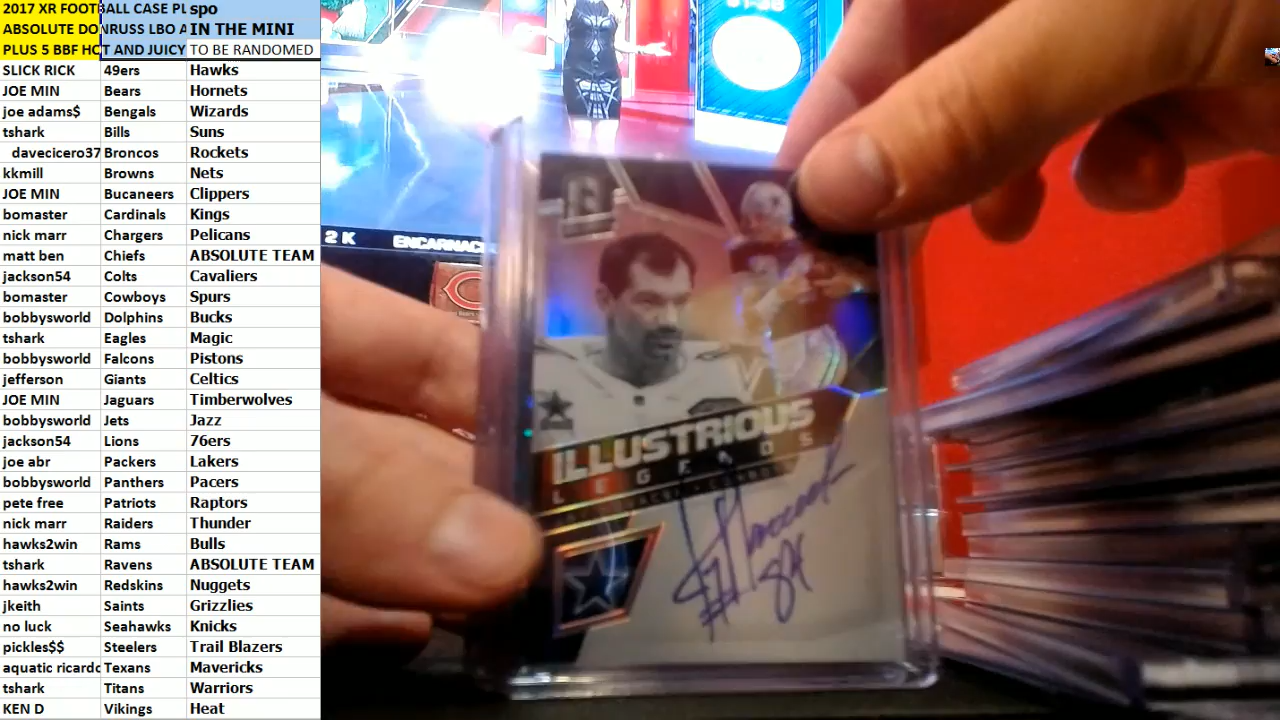 2017 XR FOOTBALL CASE PL spo
ABSOLUTE DONRUSS LBO A IN THE MINI
PLUS 5 BBF HOT AND JUICY TO BE RANDOMED
SLICK RICK 49ers Hawks
JOE MIN Bears Hornets
joe adams$ Bengals Wizards
tshark Bills Suns
davecicero37 Broncos Rockets
kkmill Browns Nets
JOE MIN Bucaneers Clippers
bomaster Cardinals Kings
nick marr Chargers Pelicans
matt ben Chiefs ABSOLUTE TEAM
jackson54 Colts Cavaliers
bomaster Cowboys Spurs
bobbysworld Dolphins Bucks
tshark Eagles Magic
bobbysworld Falcons Pistons
jefferson Giants Celtics
JOE MIN Jaguars Timberwolves
bobbysworld Jets Jazz
jackson54 Lions 76ers
joe abr Packers Lakers
bobbysworld Panthers Pacers
pete free Patriots Raptors
nick marr Raiders Thunder
hawks2win Rams Bulls
tshark Ravens ABSOLUTE TEAM
hawks2win Redskins Nuggets
jkeith Saints Grizzlies
no luck Seahawks Knicks
pickles$$ Steelers Trail Blazers
aquatic ricardo Texans Mavericks
tshark Titans Warriors
KEN D Vikings Heat
2 K ENCARNAC
ILLUSTRIOUS
LEGENDS
84